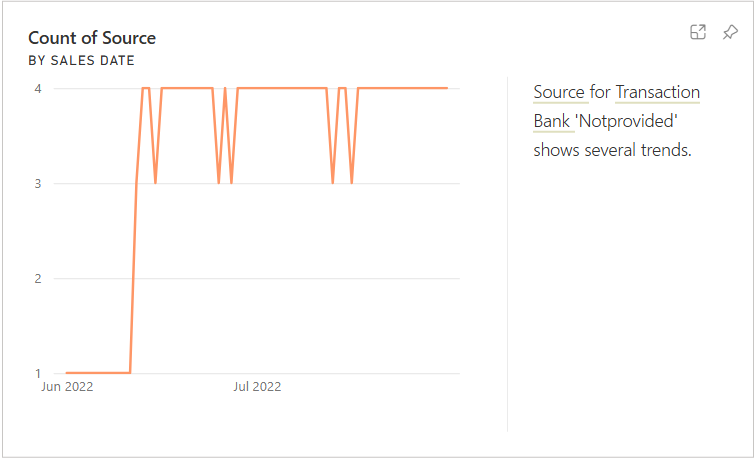 Count of Source
BY SALES DATE
4
3
2
1
Jun 2022
Jul 2022
Source for Transaction
Bank 'Notprovided'
shows several trends.